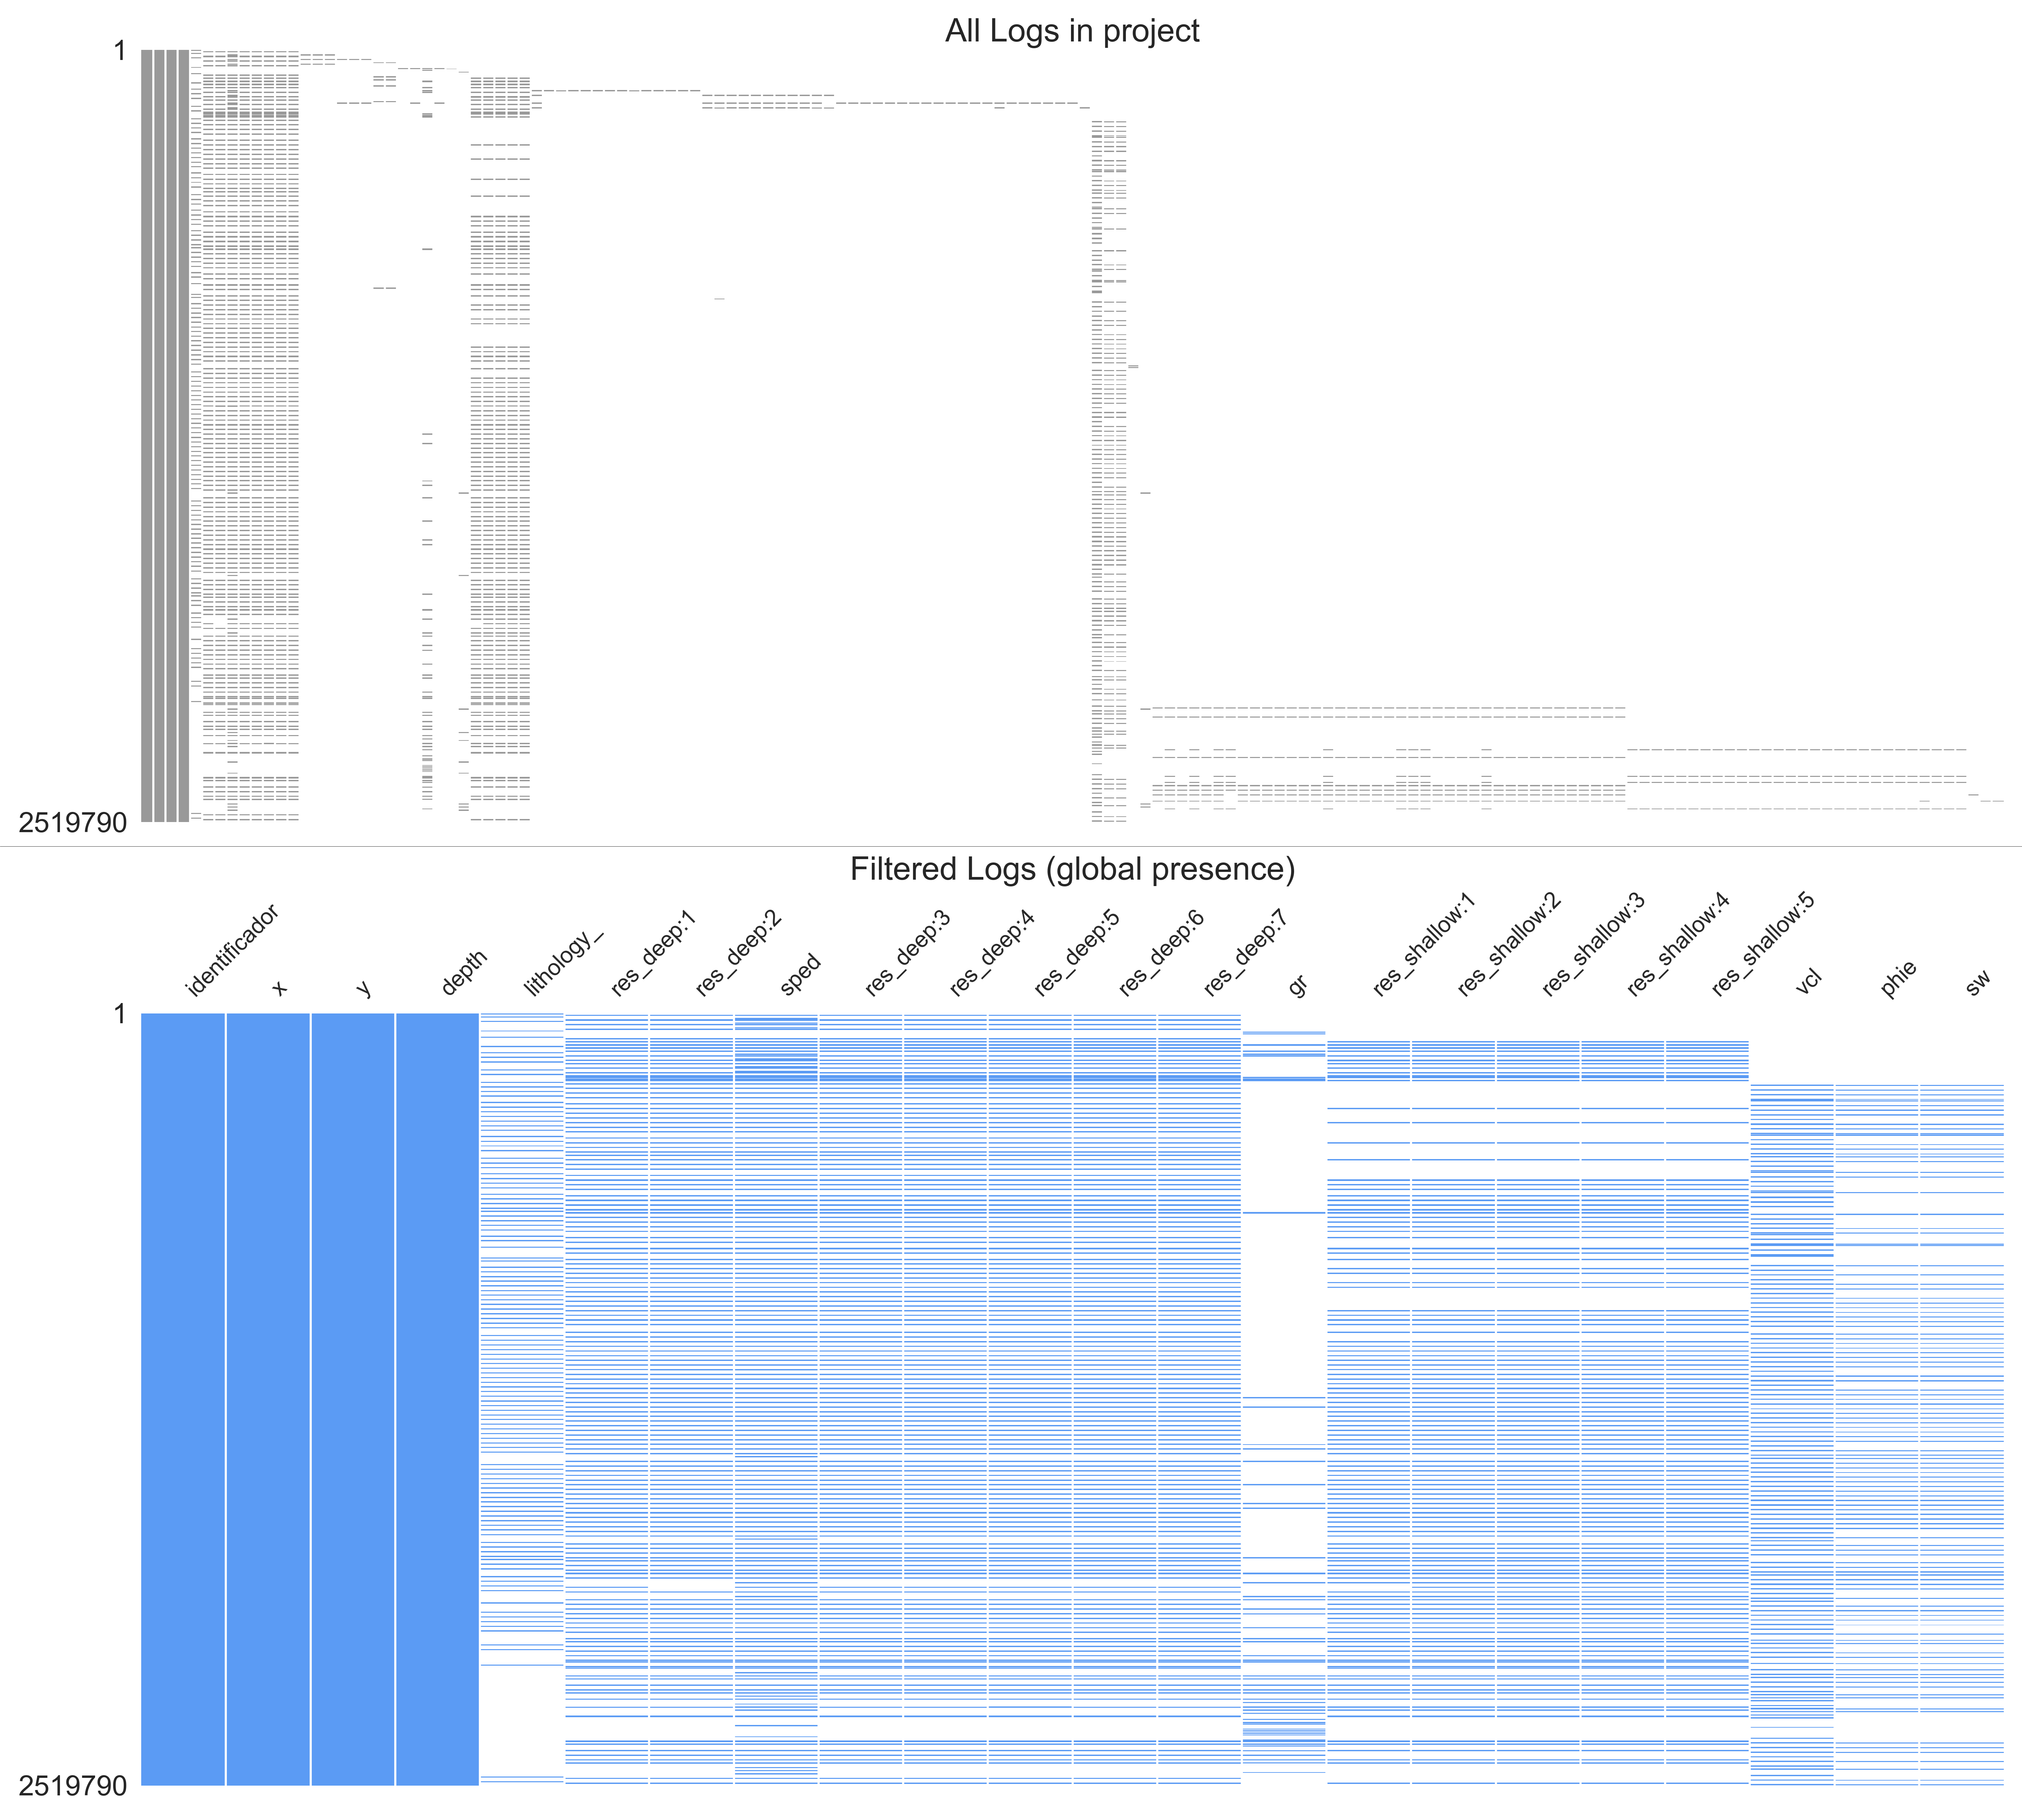 All Logs in project
1
2519790
Filtered Logs (global presence)
identificador
x
y
depth
lithology_
res_deep:1
res_deep:2
sped
res_deep:3
res_deep:4
res_deep:5
res_deep:6
res_deep:7
gr
res_shallow:1
res_shallow:2
res_shallow:3
res_shallow:4
res_shallow:5
vcl
phie
sw
1
2519790